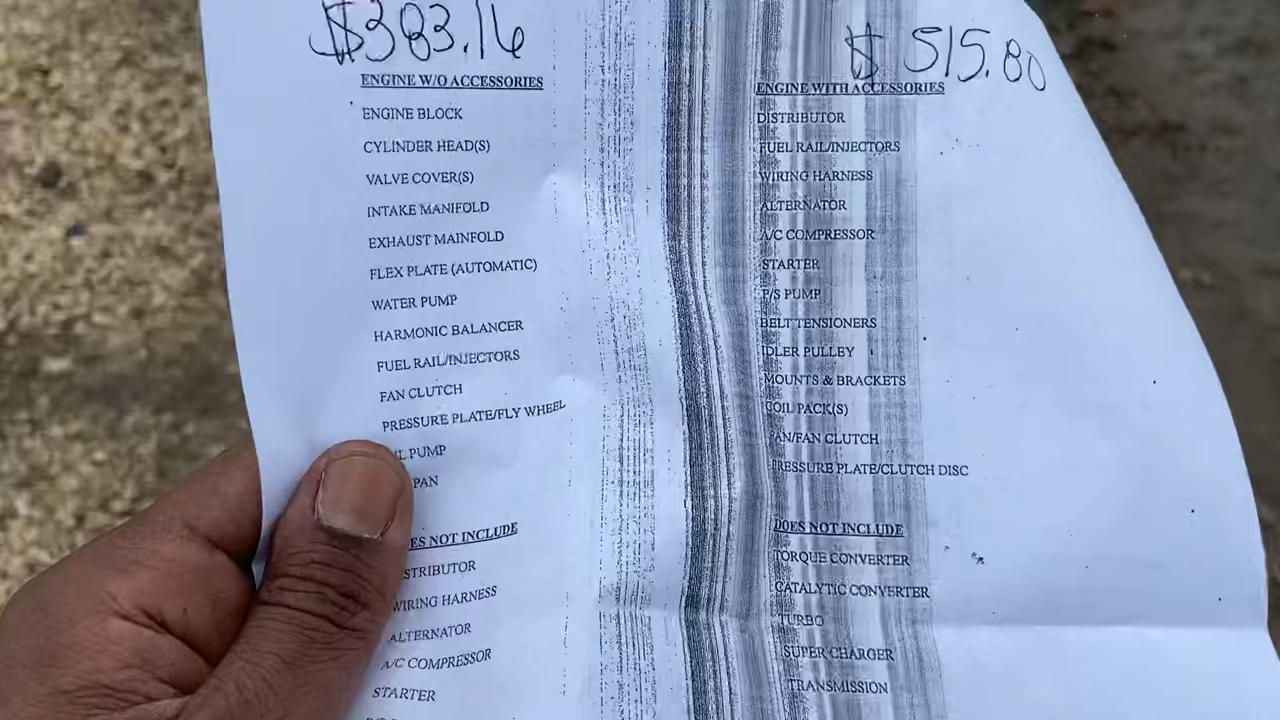 $383.16
ENGINE W/O ACCESSORIES
ENGINE BLOCK
CYLINDER HEAD(S)
VALVE COVER(S)
INTAKE MANIFOLD
EXHAUST MAINFOLD
FLEX PLATE (AUTOMATIC)
WATER PUMP
HARMONIC BALANCER
FUEL RAIL/INJECTORS
FAN CLUTCH
PRESSURE PLATE/FLY WHEEL
IL PUMP
PAN
ES NOT INCLUDE
STRIBUTOR
WIRING HARNESS
ALTERNATOR
A/C COMPRESSOR
STARTER
$ 515.80
ENGINE WITH ACCESSORIES
DISTRIBUTOR
FUEL RAIL/INJECTORS
WIRING HARNESS
ALTERNATOR
A/C COMPRESSOR
STARTER
P/S PUMP
BELT TENSIONERS
IDLER PULLEY
MOUNTS & BRACKETS
COIL PACK(S)
FAN/FAN CLUTCH
PRESSURE PLATE/CLUTCH DISC
DOES NOT INCLUDE
TORQUE CONVERTER
CATALYTIC CONVERTER
TURBO
SUPER CHARGER
TRANSMISSION